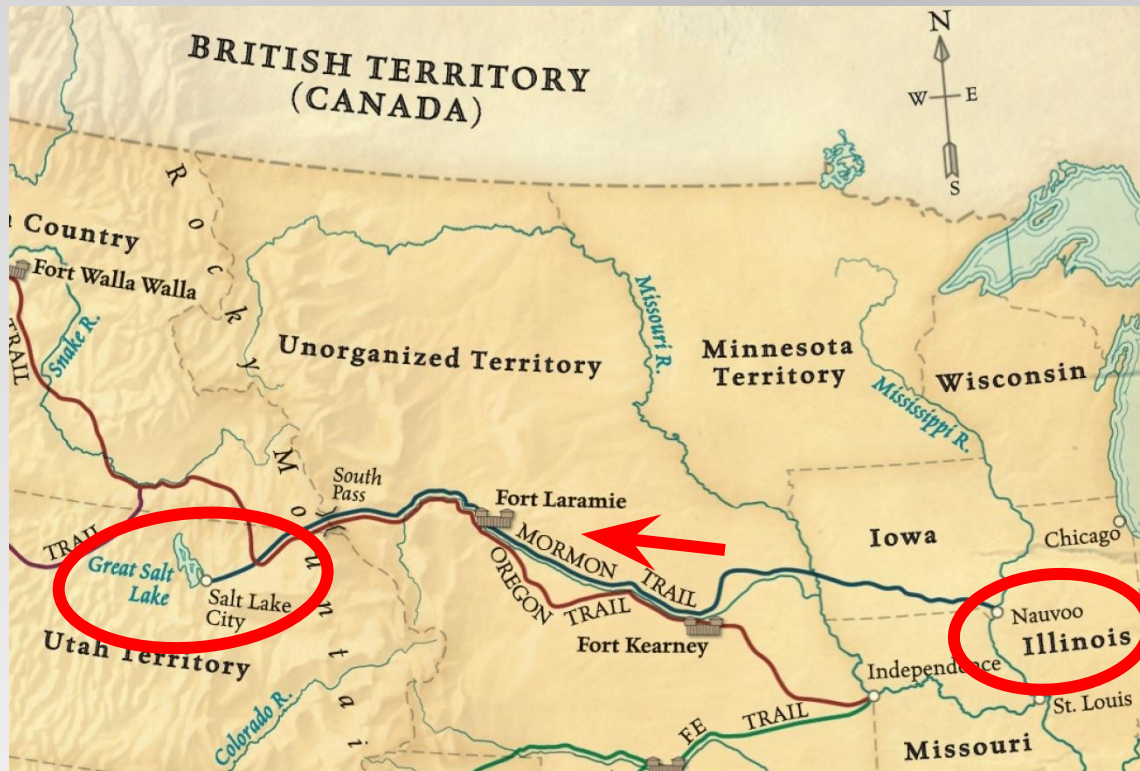 N
W
E
S
BRITISH TERRITORY
(CANADA)
Rocky
Country
Fort Walla Walla
TRAIL
Snake R.
Unorganized Territory
Missouri R.
Minnesota
Territory
Mississippi R.
Wisconsin
South
Pass
Mountai
Fort Laramie
MORMON
TRAIL
OREGON
TRAIL
Iowa
Chicago
TRAIL
Great Salt
Lake
Salt Lake
City
Fort Kearney
Nauvoo
Illinois
Utah Territory
Independence
St. Louis
Colorado R.
FE TRAIL
Missouri